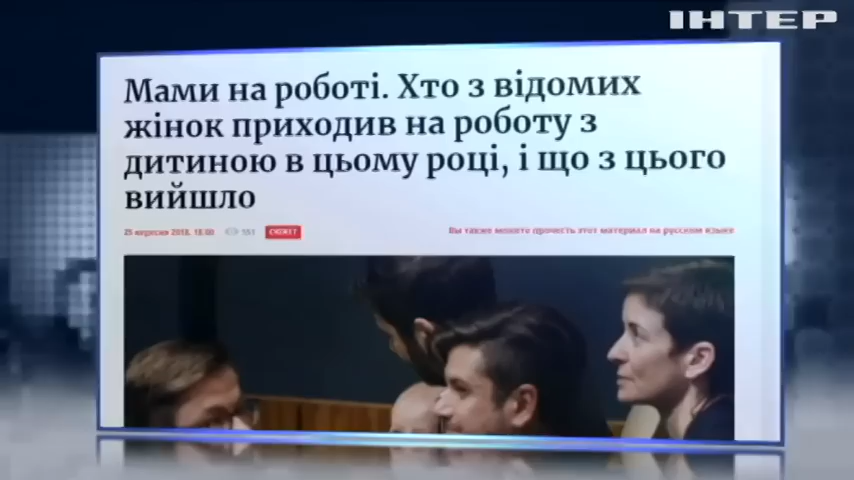 ІНТЕР
Мами на роботі. Хто з відомих
жінок приходив на роботу з
дитиною в цьому році, і що з цього
вийшло
25 вересня 2018, 18:00 151 СЮЖЕТ Вы также можете прочесть этот материал на русском языке